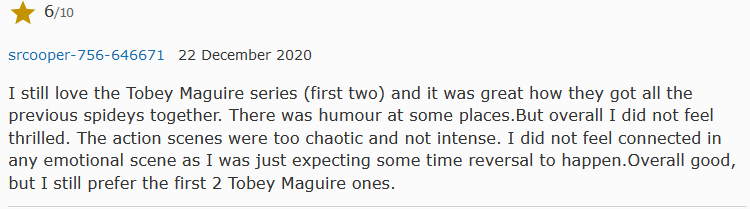 6/10
srcooper-756-646671 22 December 2020
I still love the Tobey Maguire series (first two) and it was great how they got all the
previous spideys together. There was humour at some places.But overall I did not feel
thrilled. The action scenes were too chaotic and not intense. I did not feel connected in
any emotional scene as I was just expecting some time reversal to happen.Overall good,
but I still prefer the first 2 Tobey Maguire ones.